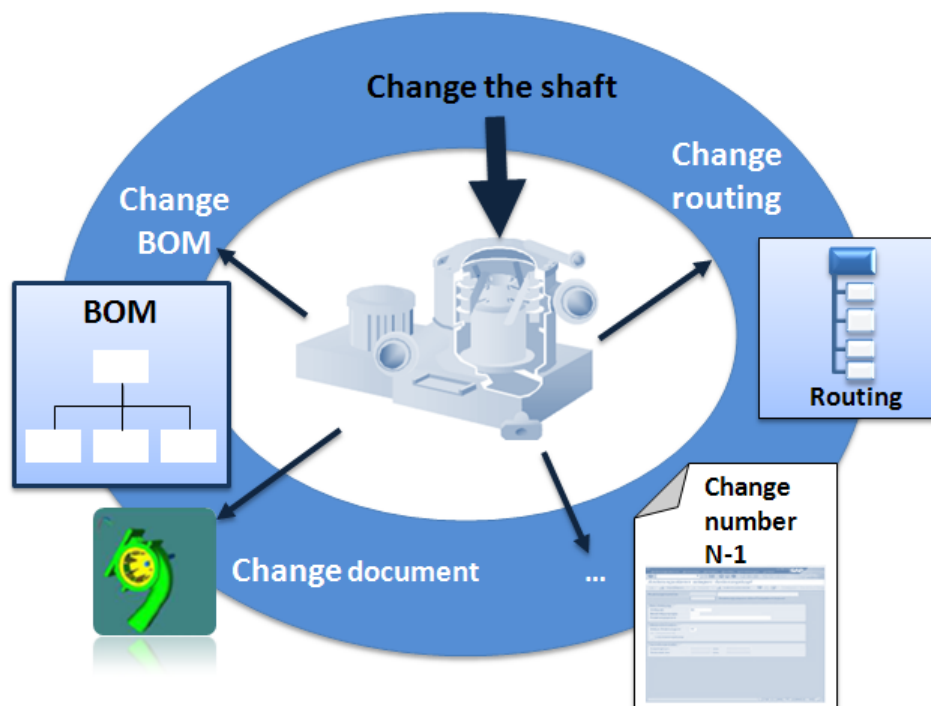 Change the shaft
Change
routing
Change
BOM
BOM
Routing
Change
number
N-1
Change document
...